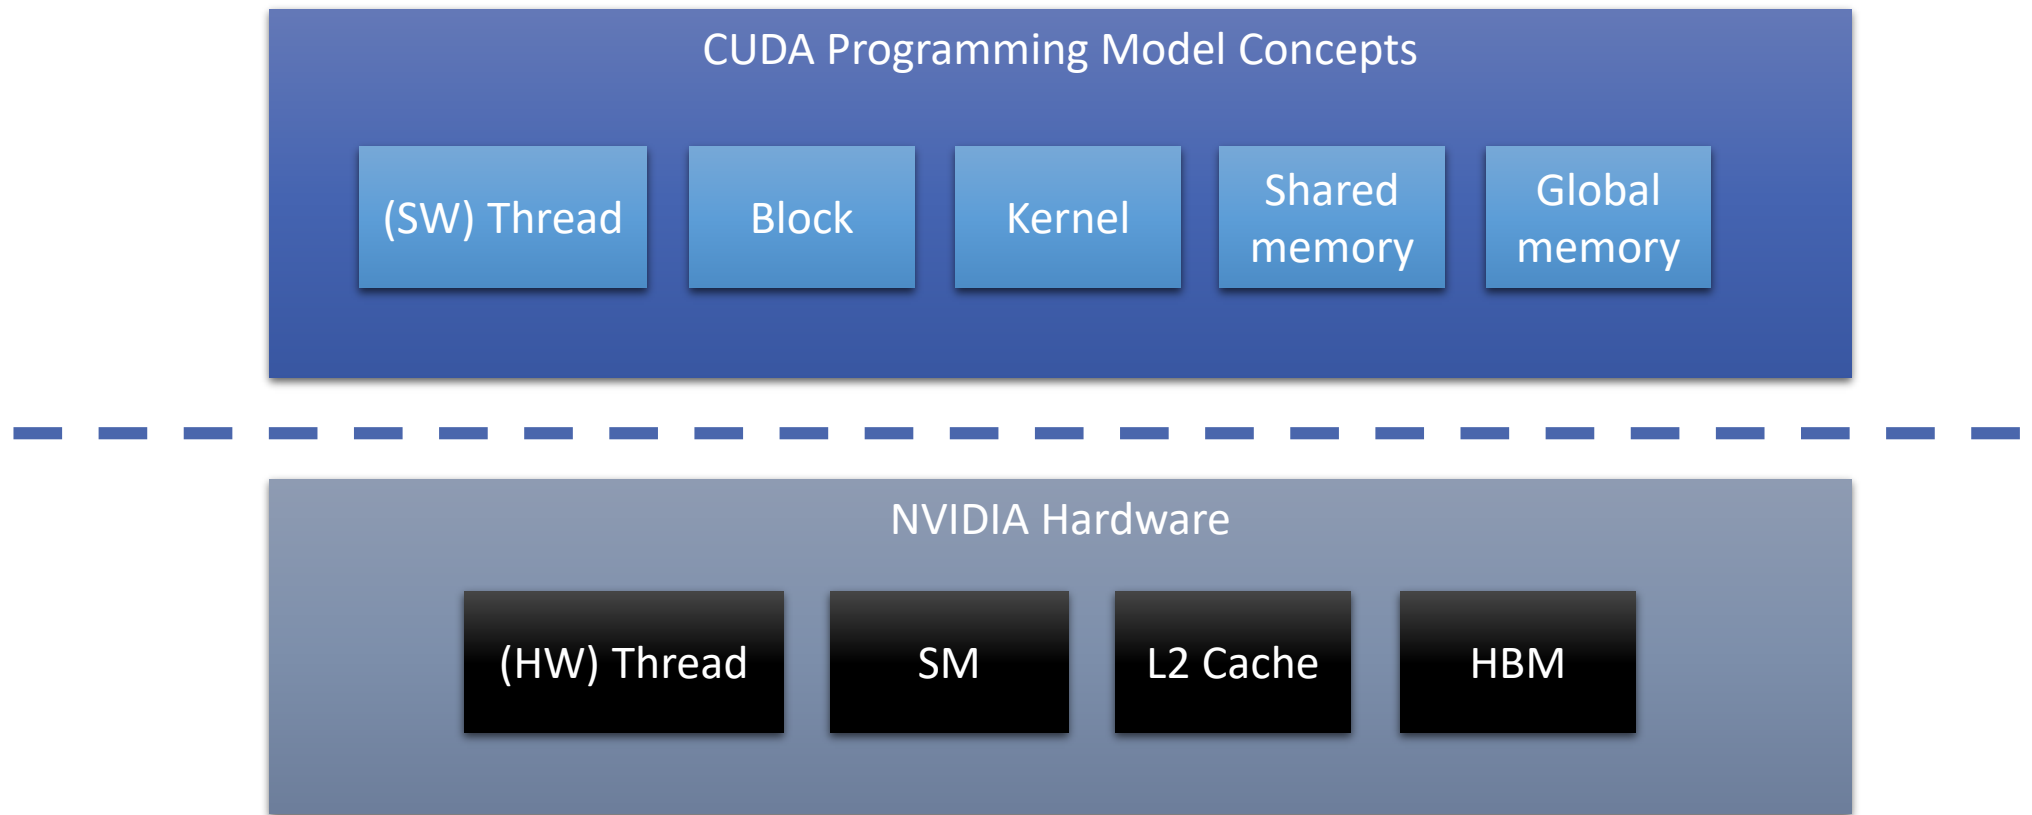 CUDA Programming Model Concepts
(SW) Thread
Block
Kernel
Shared
memory
Global
memory
NVIDIA Hardware
(HW) Thread
SM
L2 Cache
HBM